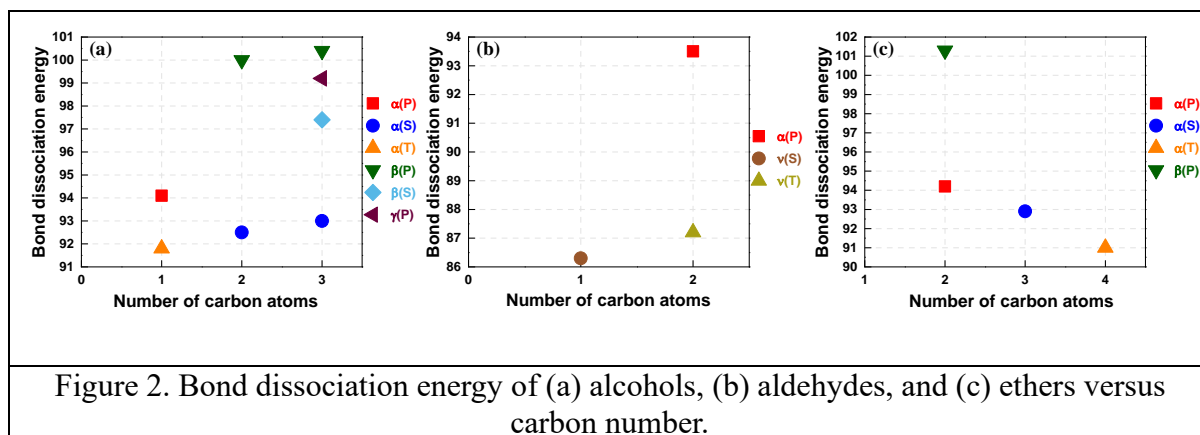 (a)
101
100
99
98
97
96
95
94
93
92
91
0
1
2
3
Bond dissociation energy
Number of carbon atoms
α(P)
α(S)
α(T)
β(P)
β(S)
γ(P)
(b)
94
93
92
91
90
89
88
87
86
0
1
2
Bond dissociation energy
Number of carbon atoms
α(P)
ν(S)
ν(T)
(c)
102
101
100
99
98
97
96
95
94
93
92
91
90
1
2
3
4
Bond dissociation energy
Number of carbon atoms
α(P)
α(S)
α(T)
β(P)
Figure 2. Bond dissociation energy of (a) alcohols, (b) aldehydes, and (c) ethers versus
carbon number.